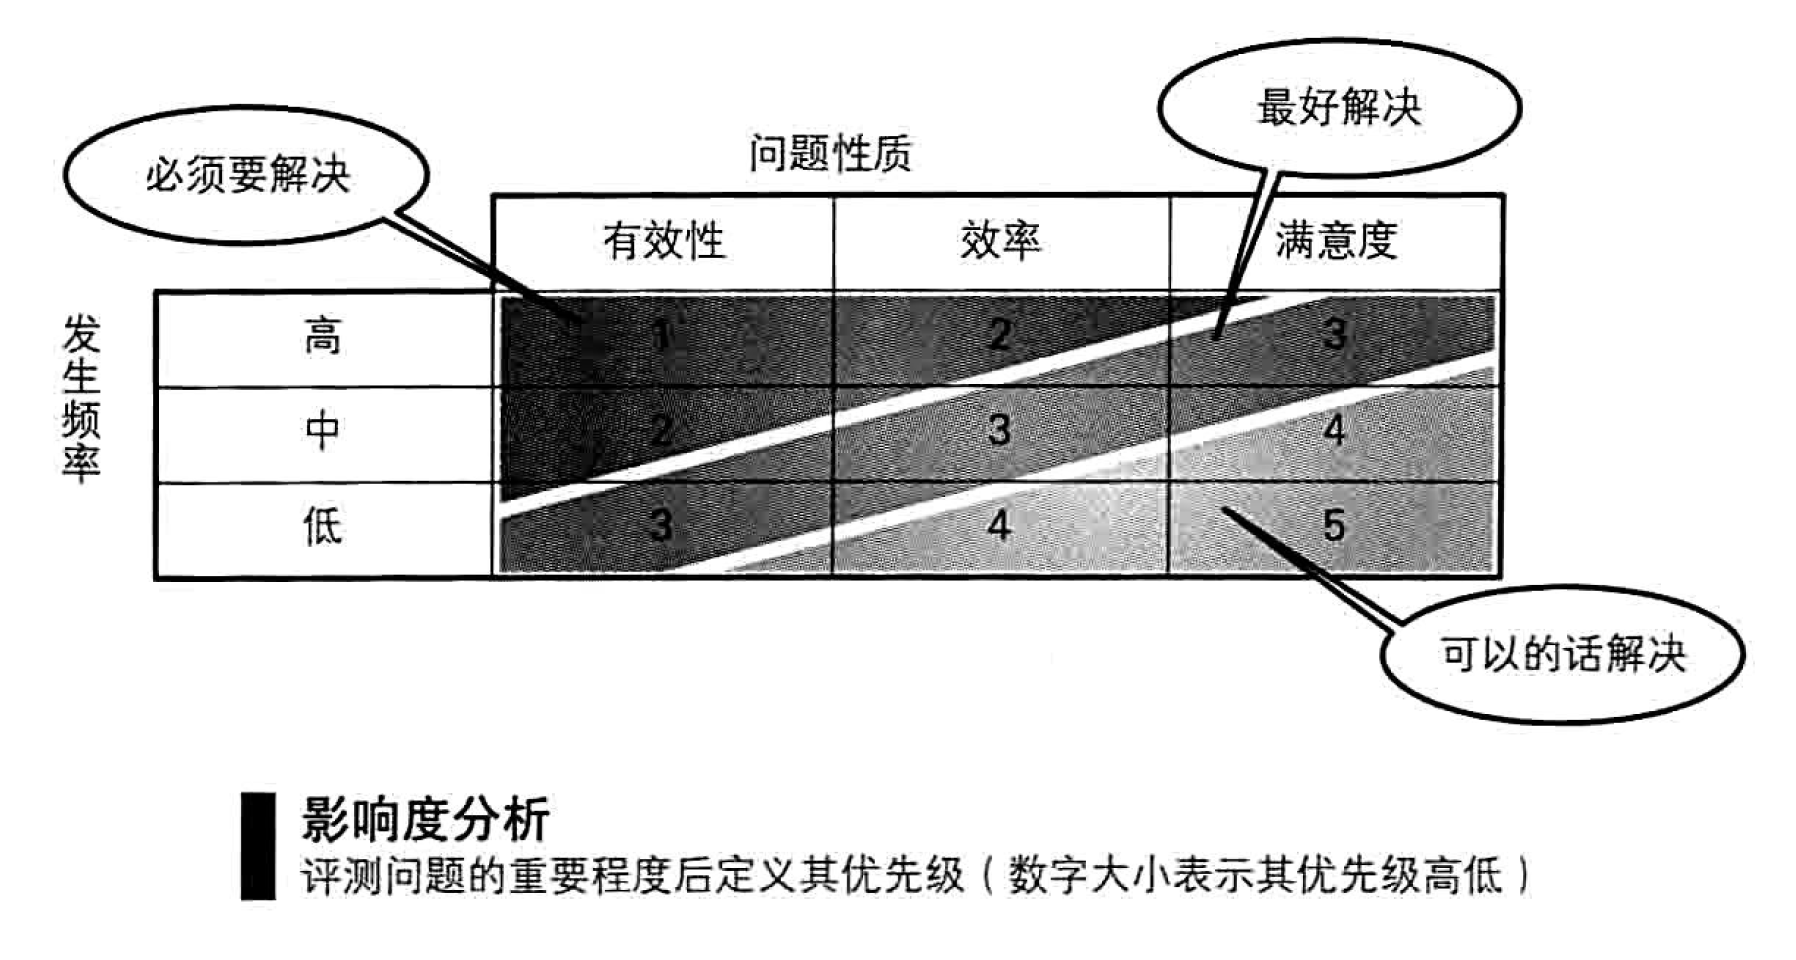 最好解决
必须要解决
问题性质
有效性 效率 满意度
发生频率
高 1 2 3
中 2 3 4
低 3 4 5
可以的话解决
影响度分析
评测问题的重要程度后定义其优先级（数字大小表示其优先级高低）